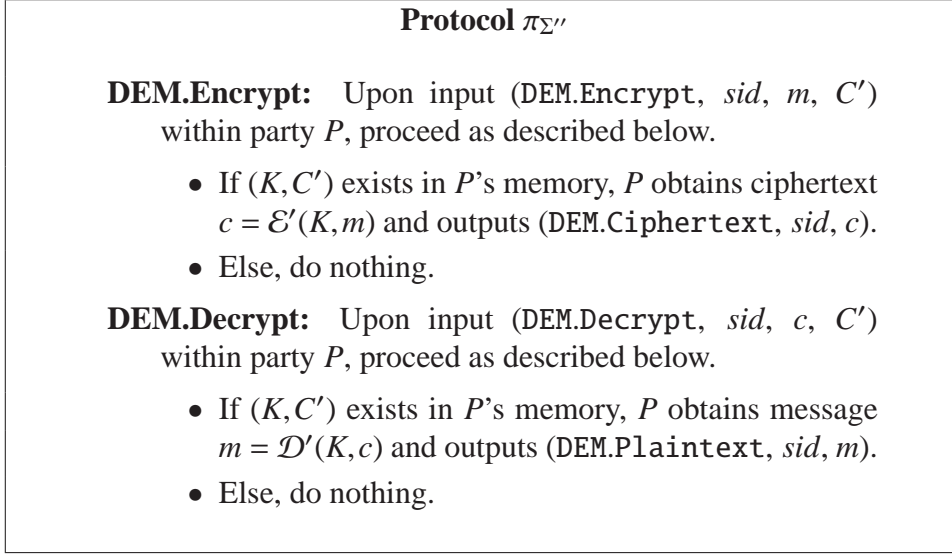 Protocol πΣ′′
DEM.Encrypt: Upon input (DEM.Encrypt, sid, m, C′)
within party P, proceed as described below.
• If (K,C′) exists in P's memory, P obtains ciphertext
c = ℰ′(K,m) and outputs (DEM.Ciphertext, sid, c).
• Else, do nothing.
DEM.Decrypt: Upon input (DEM.Decrypt, sid, c, C′)
within party P, proceed as described below.
• If (K,C′) exists in P's memory, P obtains message
m = 𝒟′(K,c) and outputs (DEM.Plaintext, sid, m).
• Else, do nothing.